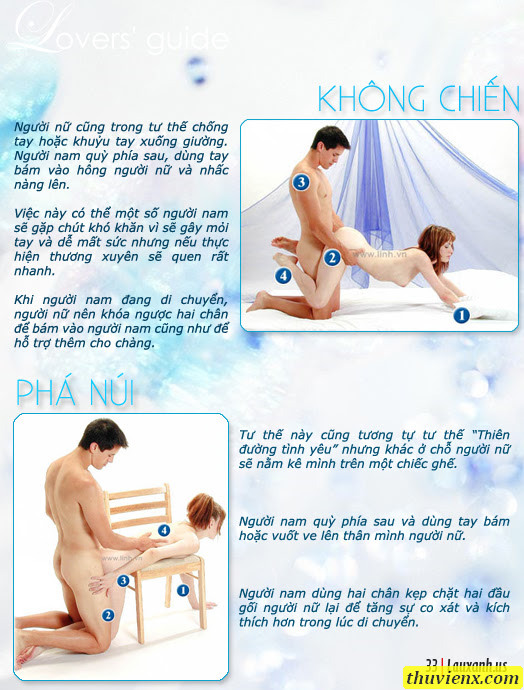 Lovers' guide
KHÔNG CHIẾN
Người nữ cũng trong tư thế chống
tay hoặc khuỷu tay xuống giường.
Người nam quỳ phía sau, dùng tay
bám vào hông người nữ và nhấc
nàng lên.
Việc này có thể một số người nam
sẽ gặp chút khó khăn vì sẽ gây mỏi
tay và dễ mất sức nhưng nếu thực
hiện thương xuyên sẽ quen rất
nhanh.
Khi người nam đang di chuyển,
người nữ nên khóa ngược hai chân
để bám vào người nam cũng như để
hỗ trợ thêm cho chàng.
3
2
www.linh.vn
4
1
PHÁ NÚI
4
www.linh.vn
3
1
2
Tư thế này cũng tương tự tư thế “Thiên
đường tình yêu” nhưng khác ở chỗ người nữ
sẽ nằm kê mình trên một chiếc ghế.
Người nam quỳ phía sau và dùng tay bám
hoặc vuốt ve lên thân mình người nữ.
Người nam dùng hai chân kẹp chặt hai đầu
gối người nữ lại để tăng sự co xát và kích
thích hơn trong lúc di chuyển.
33 | Lauxanh.us
thuvienx.com